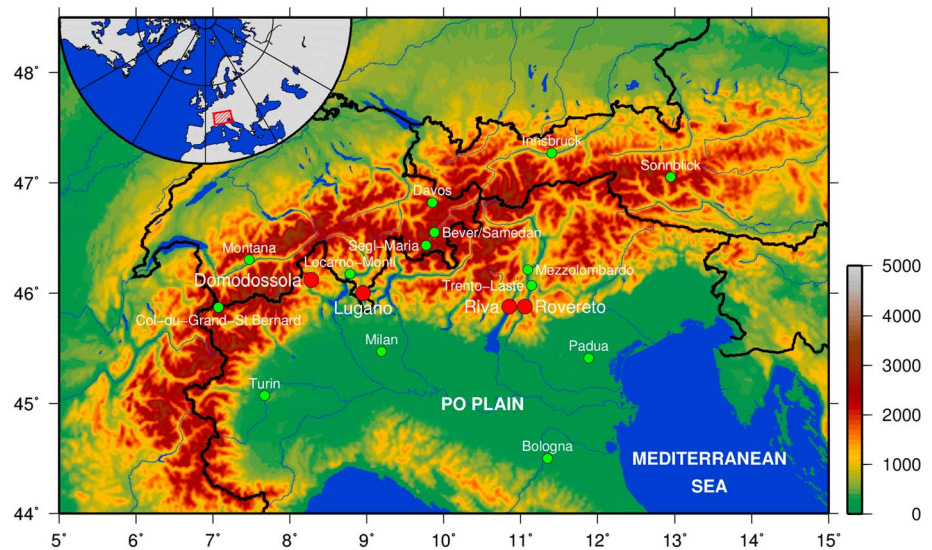 48˚
47˚
46˚
45˚
44˚
5˚ 6˚ 7˚ 8˚ 9˚ 10˚ 11˚ 12˚ 13˚ 14˚ 15˚
Innsbruck
Sonnblick
Davos
Bever/Samedan
Segl−Maria
Montana
Locarno−Monti
Mezzolombardo
Domodossola
Trento−Laste
Lugano
Riva
Rovereto
Col−du−Grand−St.Bernard
Milan
Padua
Turin
PO PLAIN
Bologna
MEDITERRANEAN
SEA
5000
4000
3000
2000
1000
0